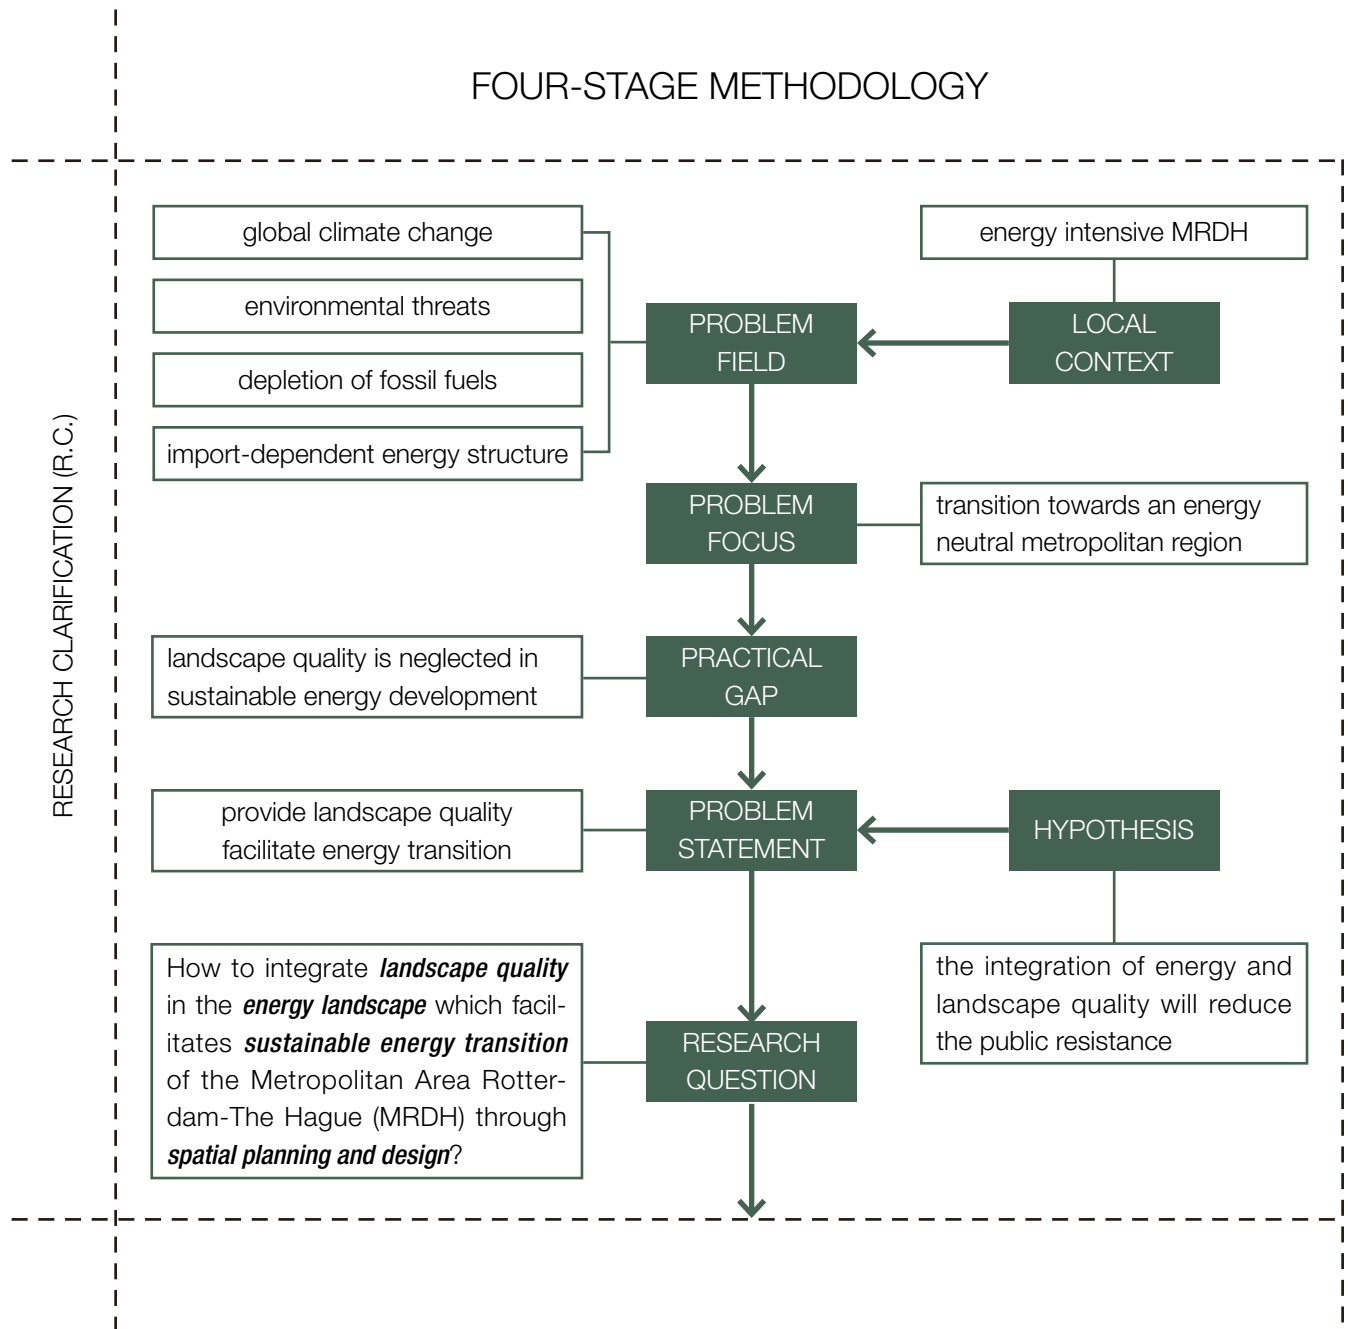 FOUR-STAGE METHODOLOGY
RESEARCH CLARIFICATION (R.C.)
global climate change
environmental threats
depletion of fossil fuels
import-dependent energy structure
PROBLEM
FIELD
energy intensive MRDH
LOCAL
CONTEXT
PROBLEM
FOCUS
transition towards an energy
neutral metropolitan region
landscape quality is neglected in
sustainable energy development
PRACTICAL
GAP
provide landscape quality
facilitate energy transition
PROBLEM
STATEMENT
HYPOTHESIS
the integration of energy and
landscape quality will reduce
the public resistance
How to integrate landscape quality
in the energy landscape which facil-
itates sustainable energy transition
of the Metropolitan Area Rotter-
dam-The Hague (MRDH) through
spatial planning and design?
RESEARCH
QUESTION